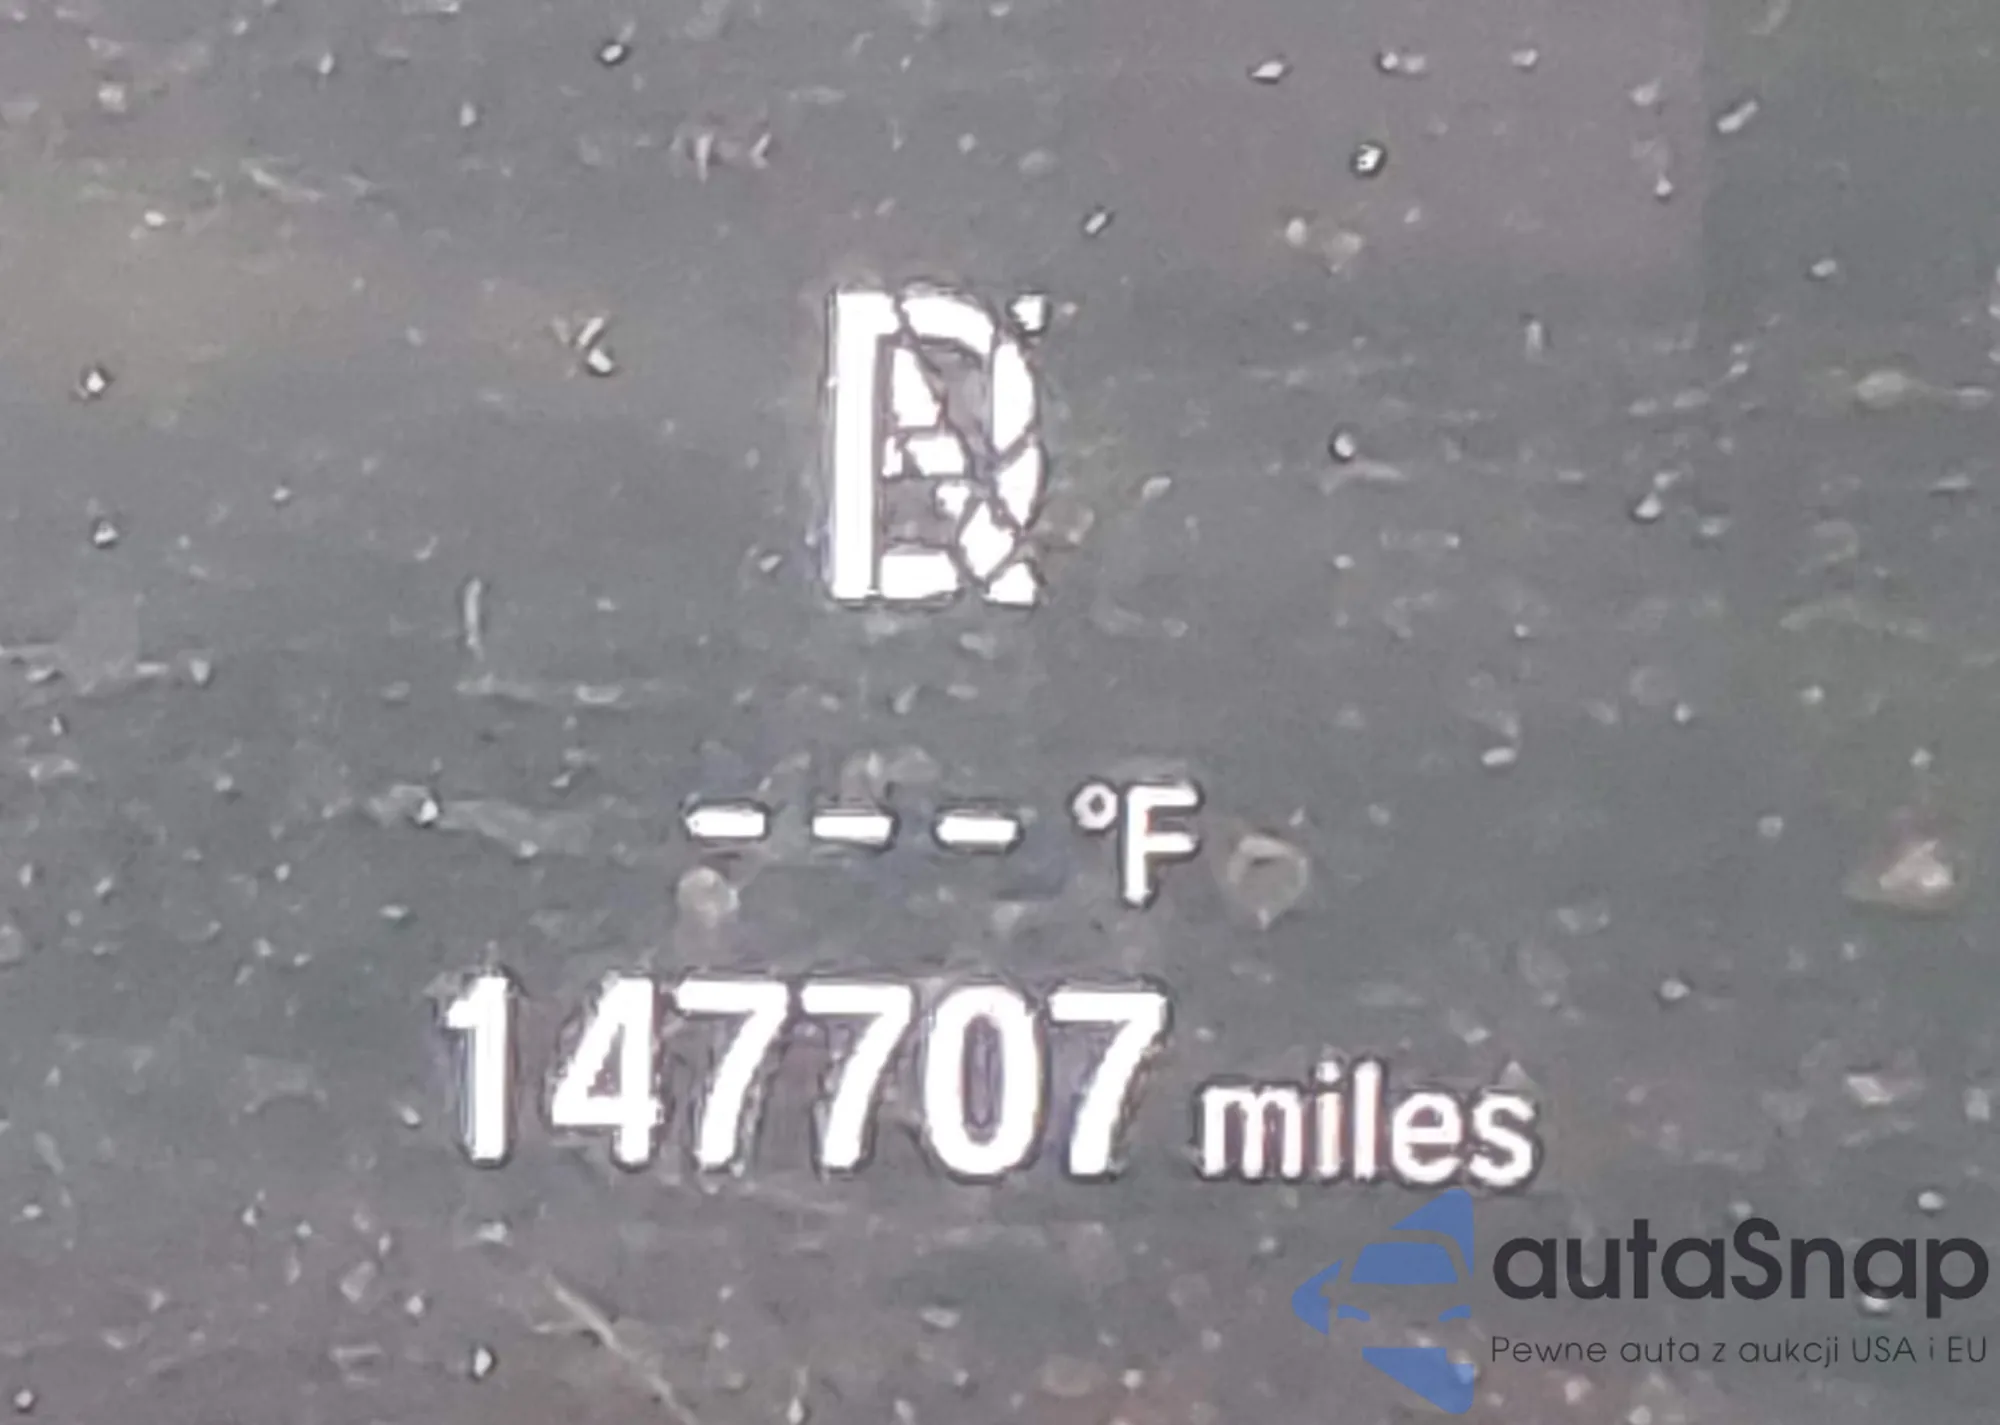 --- °F
147707 miles
autaSnap
Pewne auta z aukcji USA i EU